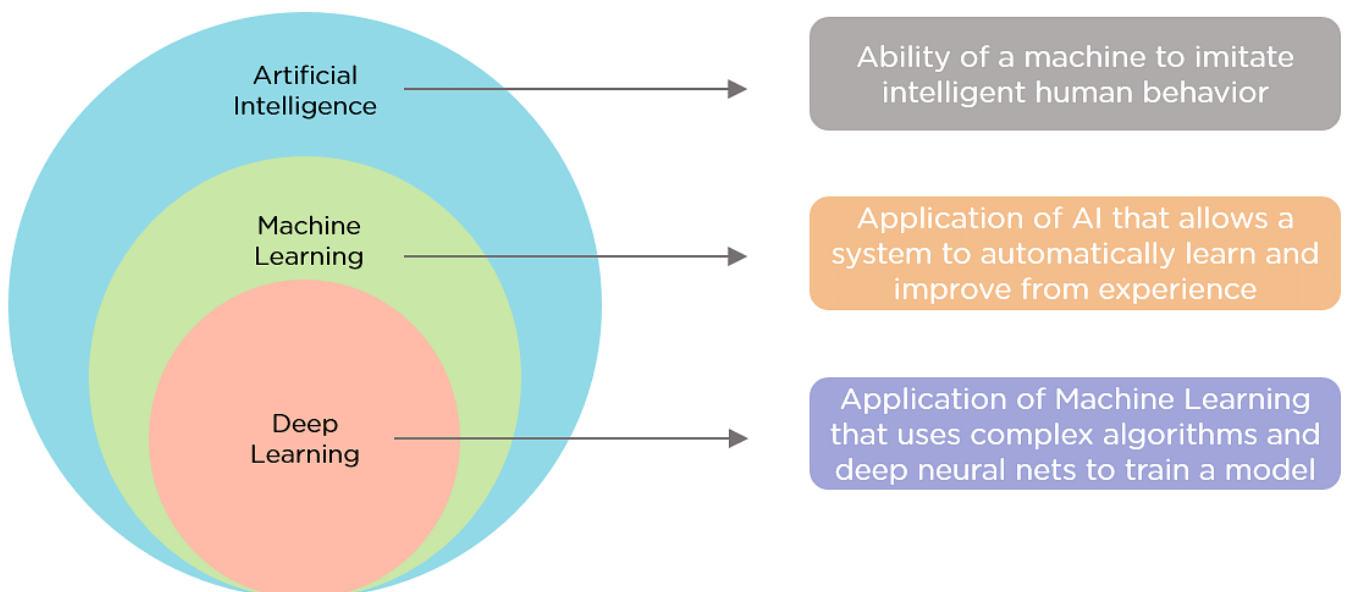 Artificial
Intelligence
Ability of a machine to imitate
intelligent human behavior
Machine
Learning
Application of AI that allows a
system to automatically learn and
improve from experience
Deep
Learning
Application of Machine Learning
that uses complex algorithms and
deep neural nets to train a model